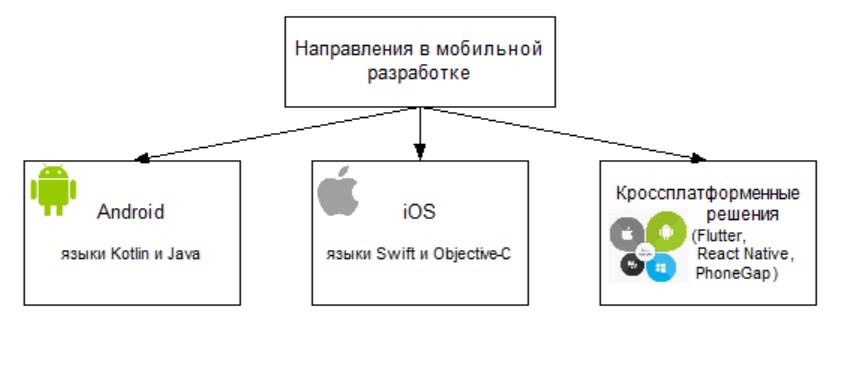 Направления в мобильной
разработке
Android
языки Kotlin и Java
iOS
языки Swift и Objective-C
Кроссплатформенные
решения
(Flutter,
React Native,
PhoneGap)